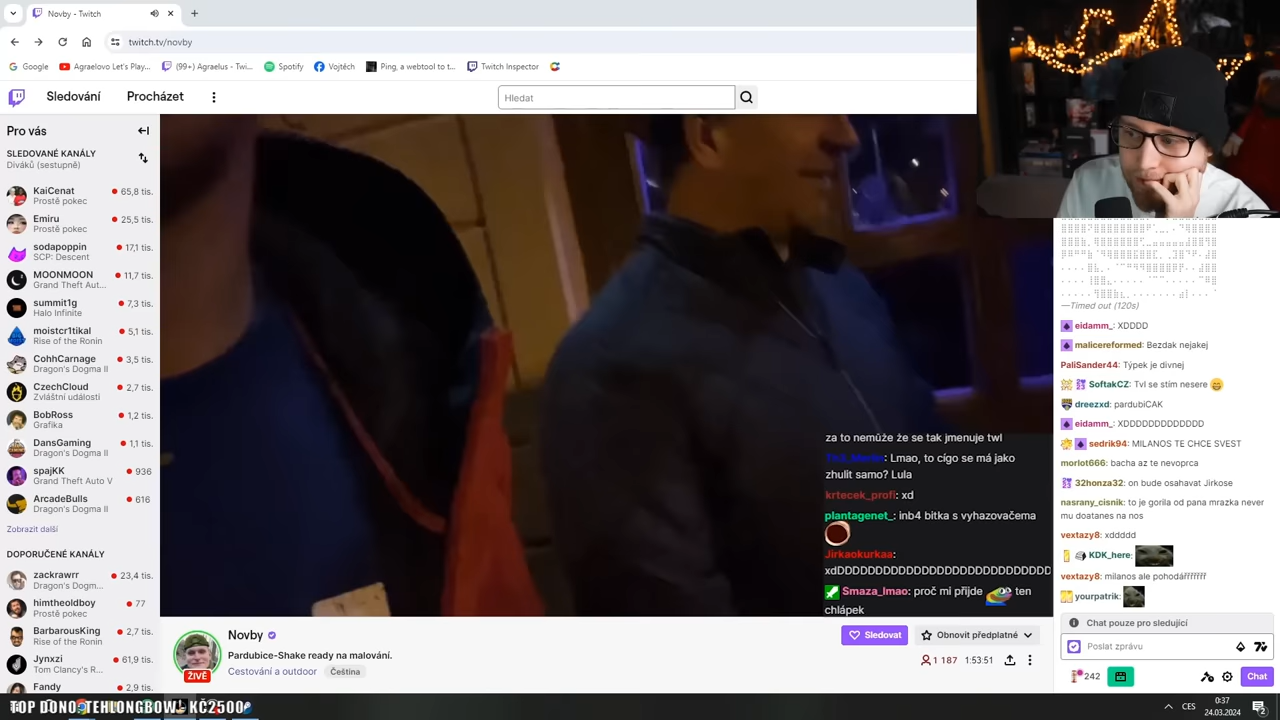 Novby - Twitch
twitch.tv/novby
Google
Agraelovo Let's Play...
(99+) Agraelus - Twi...
Spotify
Vojtěch
Ping, a webtool to t...
Twitch Inspector
Sledování
Procházet
Hledat
Pro vás
SLEDOVANÉ KANÁLY
Diváků (sestupně)
KaiCenat 65,8 tis.
Prostě pokec
Emiru 25,5 tis.
Prostě pokec
sodapoppin 17,1 tis.
SCP: Descent
MOONMOON 11,7 tis.
Grand Theft Aut...
summit1g 7,3 tis.
Halo Infinite
moistcr1tikal 5,1 tis.
Rise of the Ronin
CohhCarnage 3,5 tis.
Dragon's Dogma II
CzechCloud 2,7 tis.
Zvláštní události
BobRoss 1,2 tis.
Grafika
DansGaming 1,1 tis.
Dragon's Dogma II
spajKK 936
Grand Theft Auto V
ArcadeBulls 616
Dragon's Dogma II
Zobrazit další
DOPORUČENÉ KANÁLY
zackrawrr 23,4 tis.
Dragon's Dogm...
himtheoldboy 77
Prostě pokec
BarbarousKing 2,7 tis.
Rise of the Ronin
Jynxzi 61,9 tis.
Tom Clancy's R...
Fandy 2,9 tis.
za to nemůže že se tak jmenuje twl
: Lmao, to cígo se má jako
zhulit samo? Lula
krtecek_profi: xd
plantagenet_: inb4 bitka s vyhazovačema
Jirkaokurkaa:
xdDDDDDDDDDDDDDDDDDDDDDDDDDD
Smaza_lmao: proč mi přijde ten
chlápek
Novby
Pardubice-Shake ready na malování.
Cestování a outdoor
Čeština
ŽIVĚ
Sledovat
Obnovit předplatné
1 187
1:53:51
—Timed out (120s)
eidamm_: XDDDD
malicereformed: Bezdak nejakej
PaliSander44: Týpek je divnej
SoftakCZ: Tvl se stím nesere
dreezxd: pardubiCAK
eidamm_: XDDDDDDDDDDDDD
sedrik94: MILANOS TE CHCE SVEST
morlot666: bacha az te nevoprca
32honza32: on bude osahavat Jirkose
nasrany_cisnik: to je gorila od pana mrazka never
mu doatanes na nos
vextazy8: xddddd
KDK_here:
vextazy8: milanos ale pohodářřřřřř
yourpatrik:
Chat pouze pro sledující
Poslat zprávu
242
Chat
TOP DONO: TEHLONGBOW - KČ2500
CES
0:37
24.03.2024
2